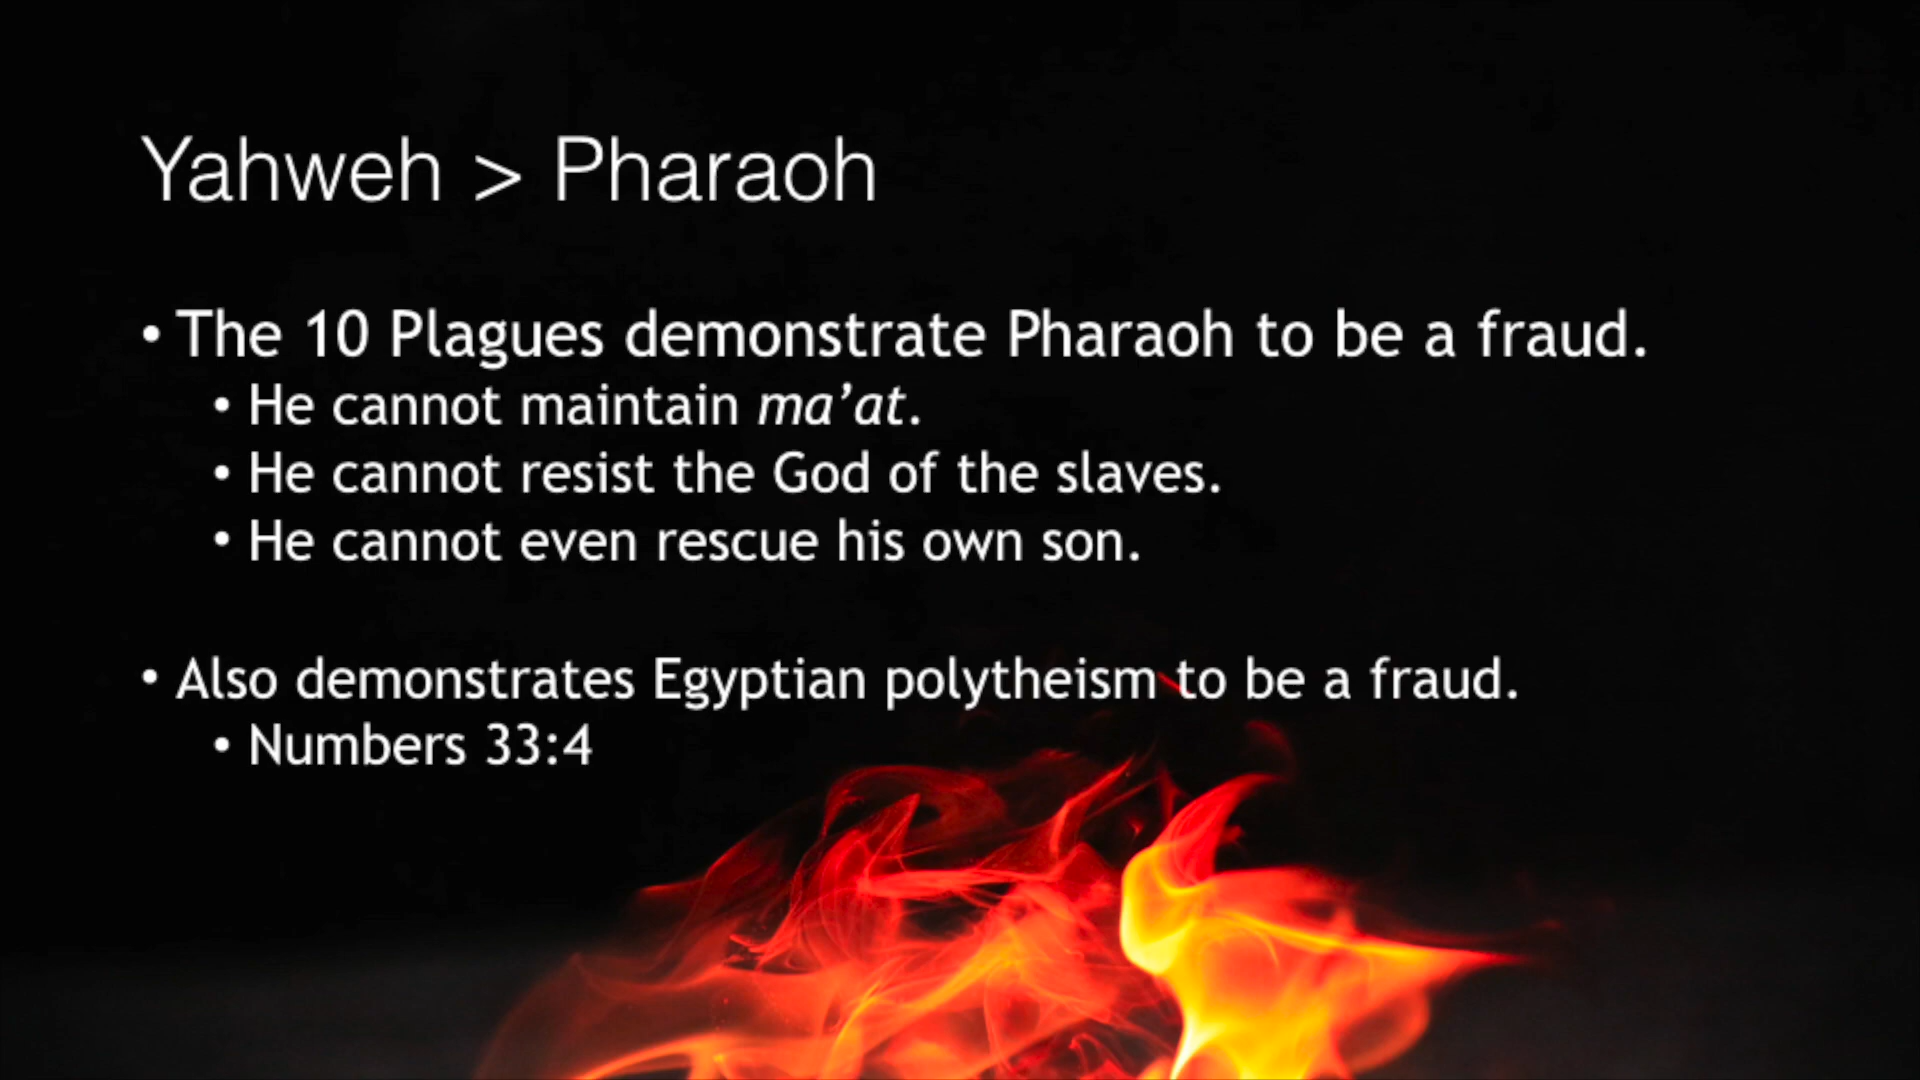 Yahweh > Pharaoh
• The 10 Plagues demonstrate Pharaoh to be a fraud.
• He cannot maintain ma’at.
• He cannot resist the God of the slaves.
• He cannot even rescue his own son.
• Also demonstrates Egyptian polytheism to be a fraud.
• Numbers 33:4